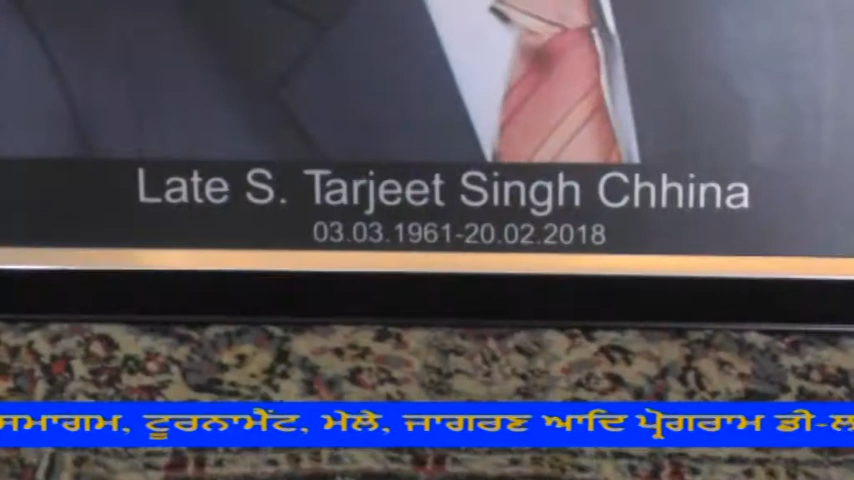 Late S. Tarjeet Singh Chhina
03.03.1961-20.02.2018
ਸਮਾਗਮ, ਟੂਰਨਾਮੈਂਟ, ਮੇਲੇ, ਜਾਗਰਣ ਆਦਿ ਪ੍ਰੋਗਰਾਮ ਡੀ-ਲ